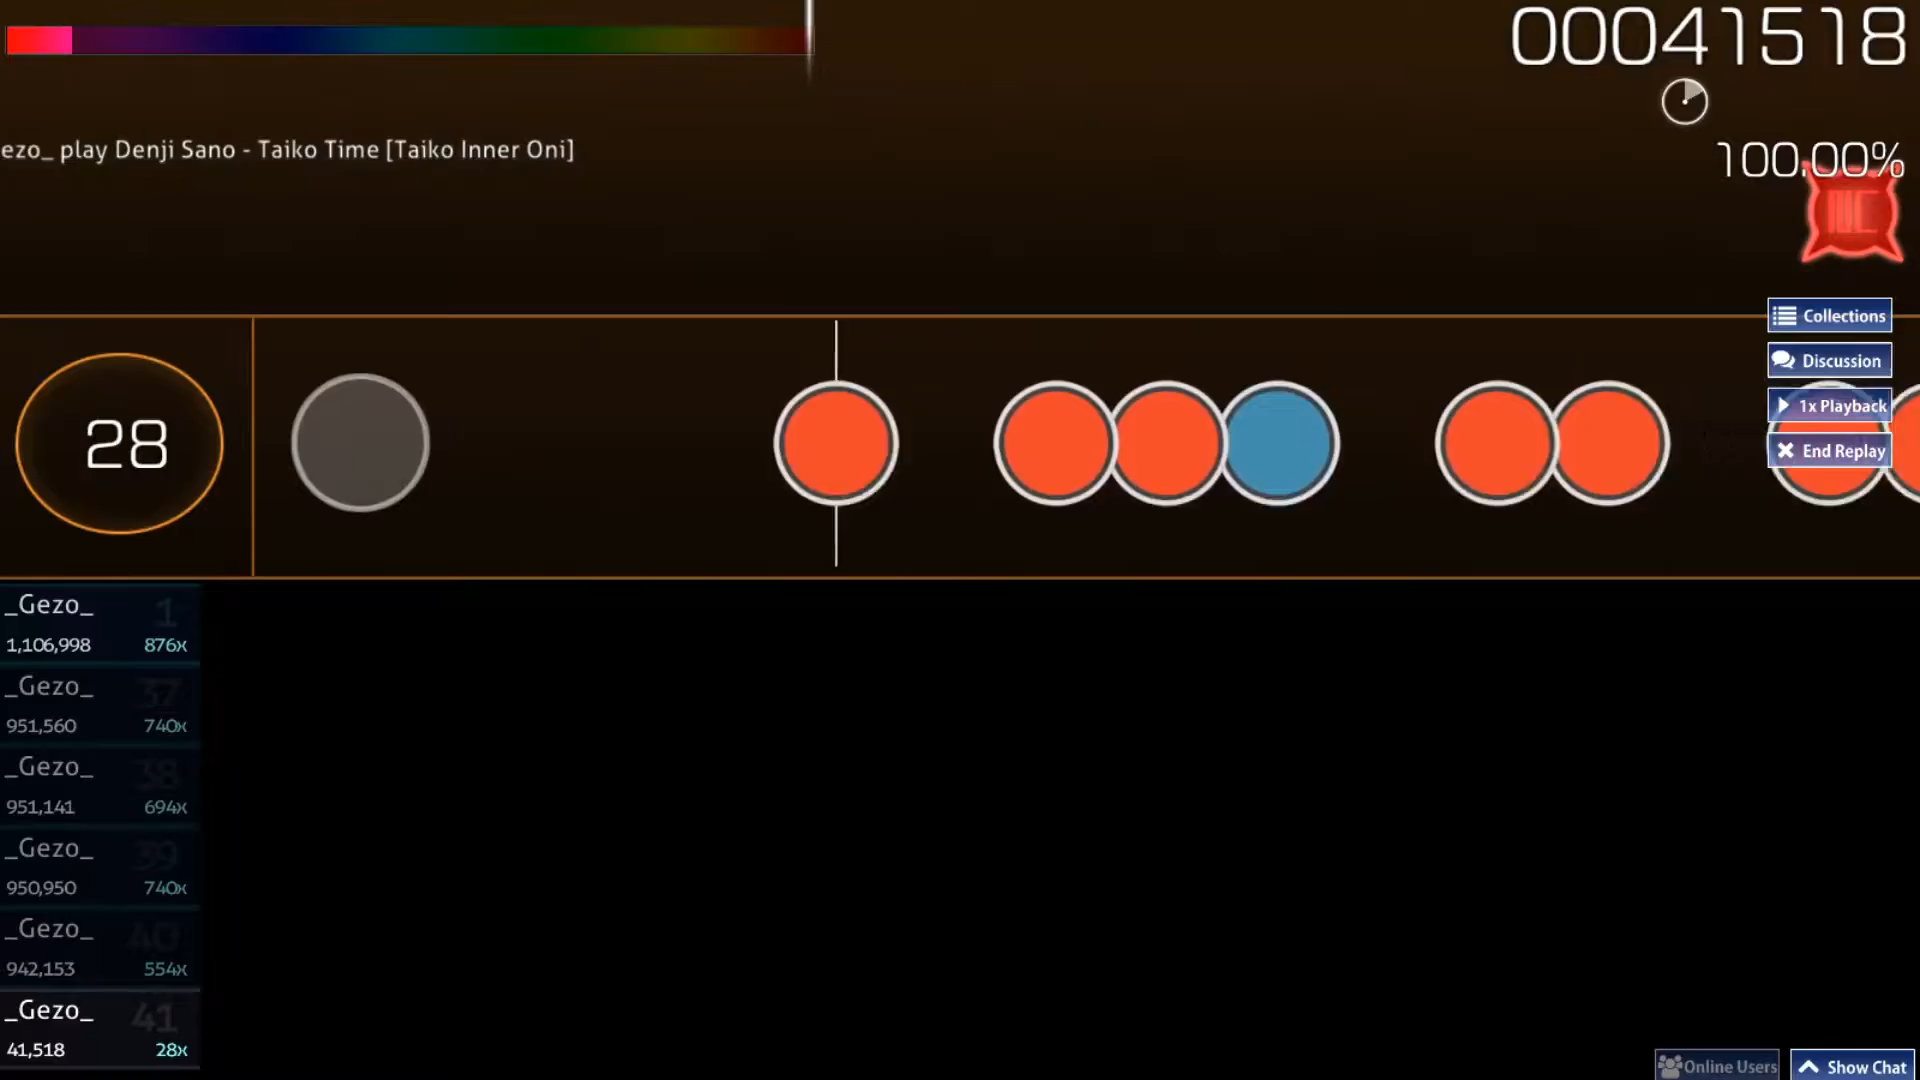 00041518
ezo_ play Denji Sano - Taiko Time [Taiko Inner Oni]
100.00%
Collections
Discussion
1x Playback
End Replay
28
_Gezo_ 1
1,106,998 876x
_Gezo_ 37
951,560 740x
_Gezo_ 38
951,141 694x
_Gezo_ 39
950,950 740x
_Gezo_ 40
942,153 554x
_Gezo_ 41
41,518 28x
Online Users
Show Chat